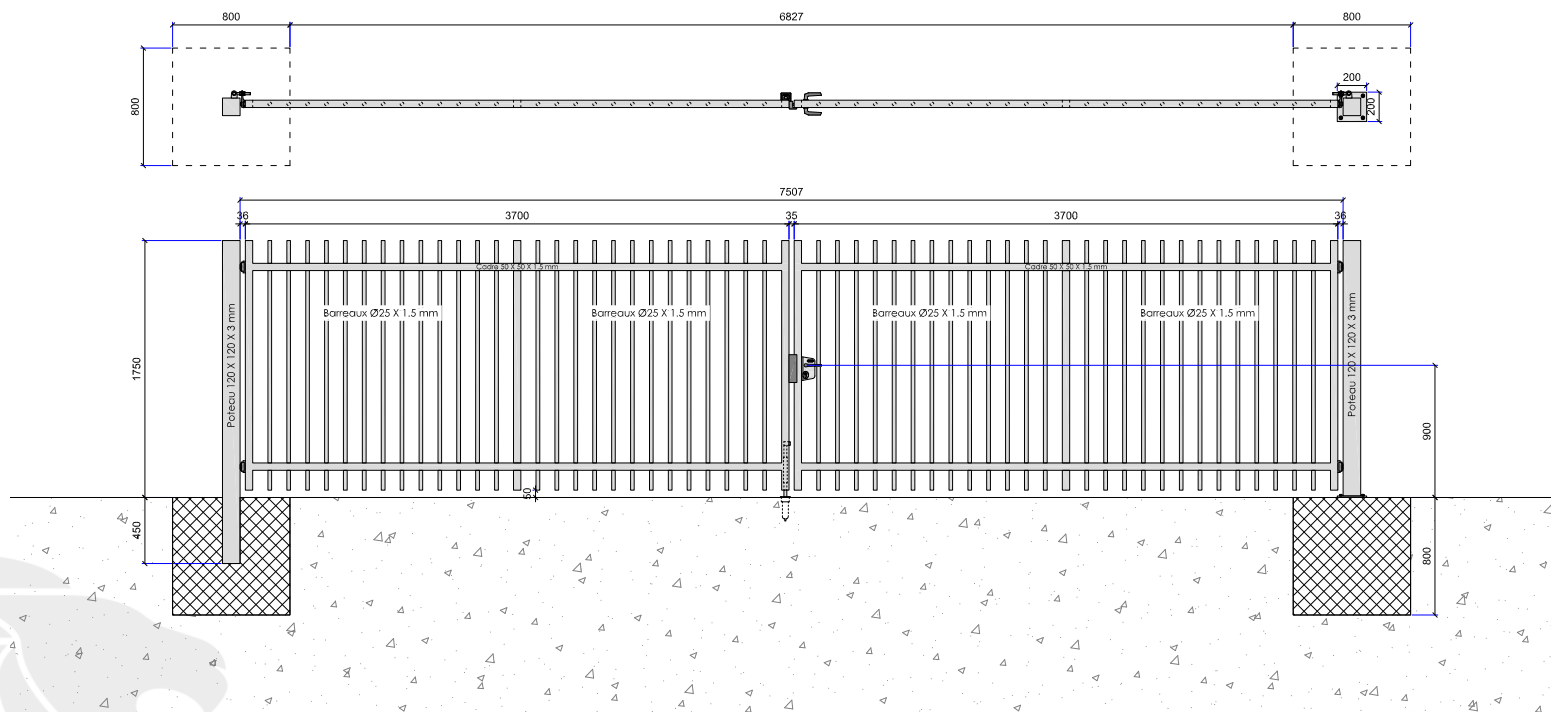 800
6827
800
800
200
200
7507
36
3700
35
3700
36
Cadre 50 X 50 X 1.5 mm
Cadre 50 X 50 X 1.5 mm
Barreaux Ø25 X 1.5 mm
Barreaux Ø25 X 1.5 mm
Barreaux Ø25 X 1.5 mm
Barreaux Ø25 X 1.5 mm
Poteau 120 X 120 X 3 mm
Poteau 120 X 120 X 3 mm
1750
900
50
450
800